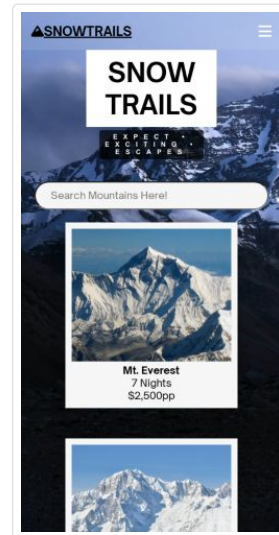 SNOWTRAILS
SNOW
TRAILS
EXPECT •
EXCITING •
ESCAPES
Search Mountains Here!
Mt. Everest
7 Nights
$2,500pp